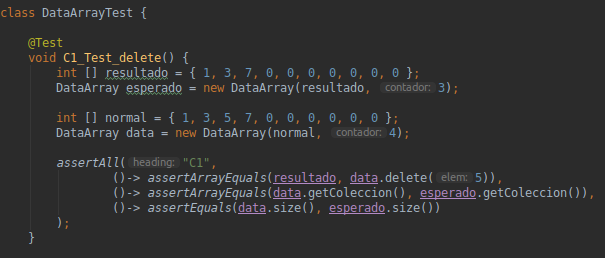 class DataArrayTest {
@Test
void C1_Test_delete() {
int [] resultado = { 1, 3, 7, 0, 0, 0, 0, 0, 0, 0 };
DataArray esperado = new DataArray(resultado, contador: 3);
int [] normal = { 1, 3, 5, 7, 0, 0, 0, 0, 0, 0 };
DataArray data = new DataArray(normal, contador: 4);
assertAll( heading: "C1",
()-> assertArrayEquals(resultado, data.delete( elem: 5)),
()-> assertArrayEquals(data.getColeccion(), esperado.getColeccion()),
()-> assertEquals(data.size(), esperado.size())
);
}